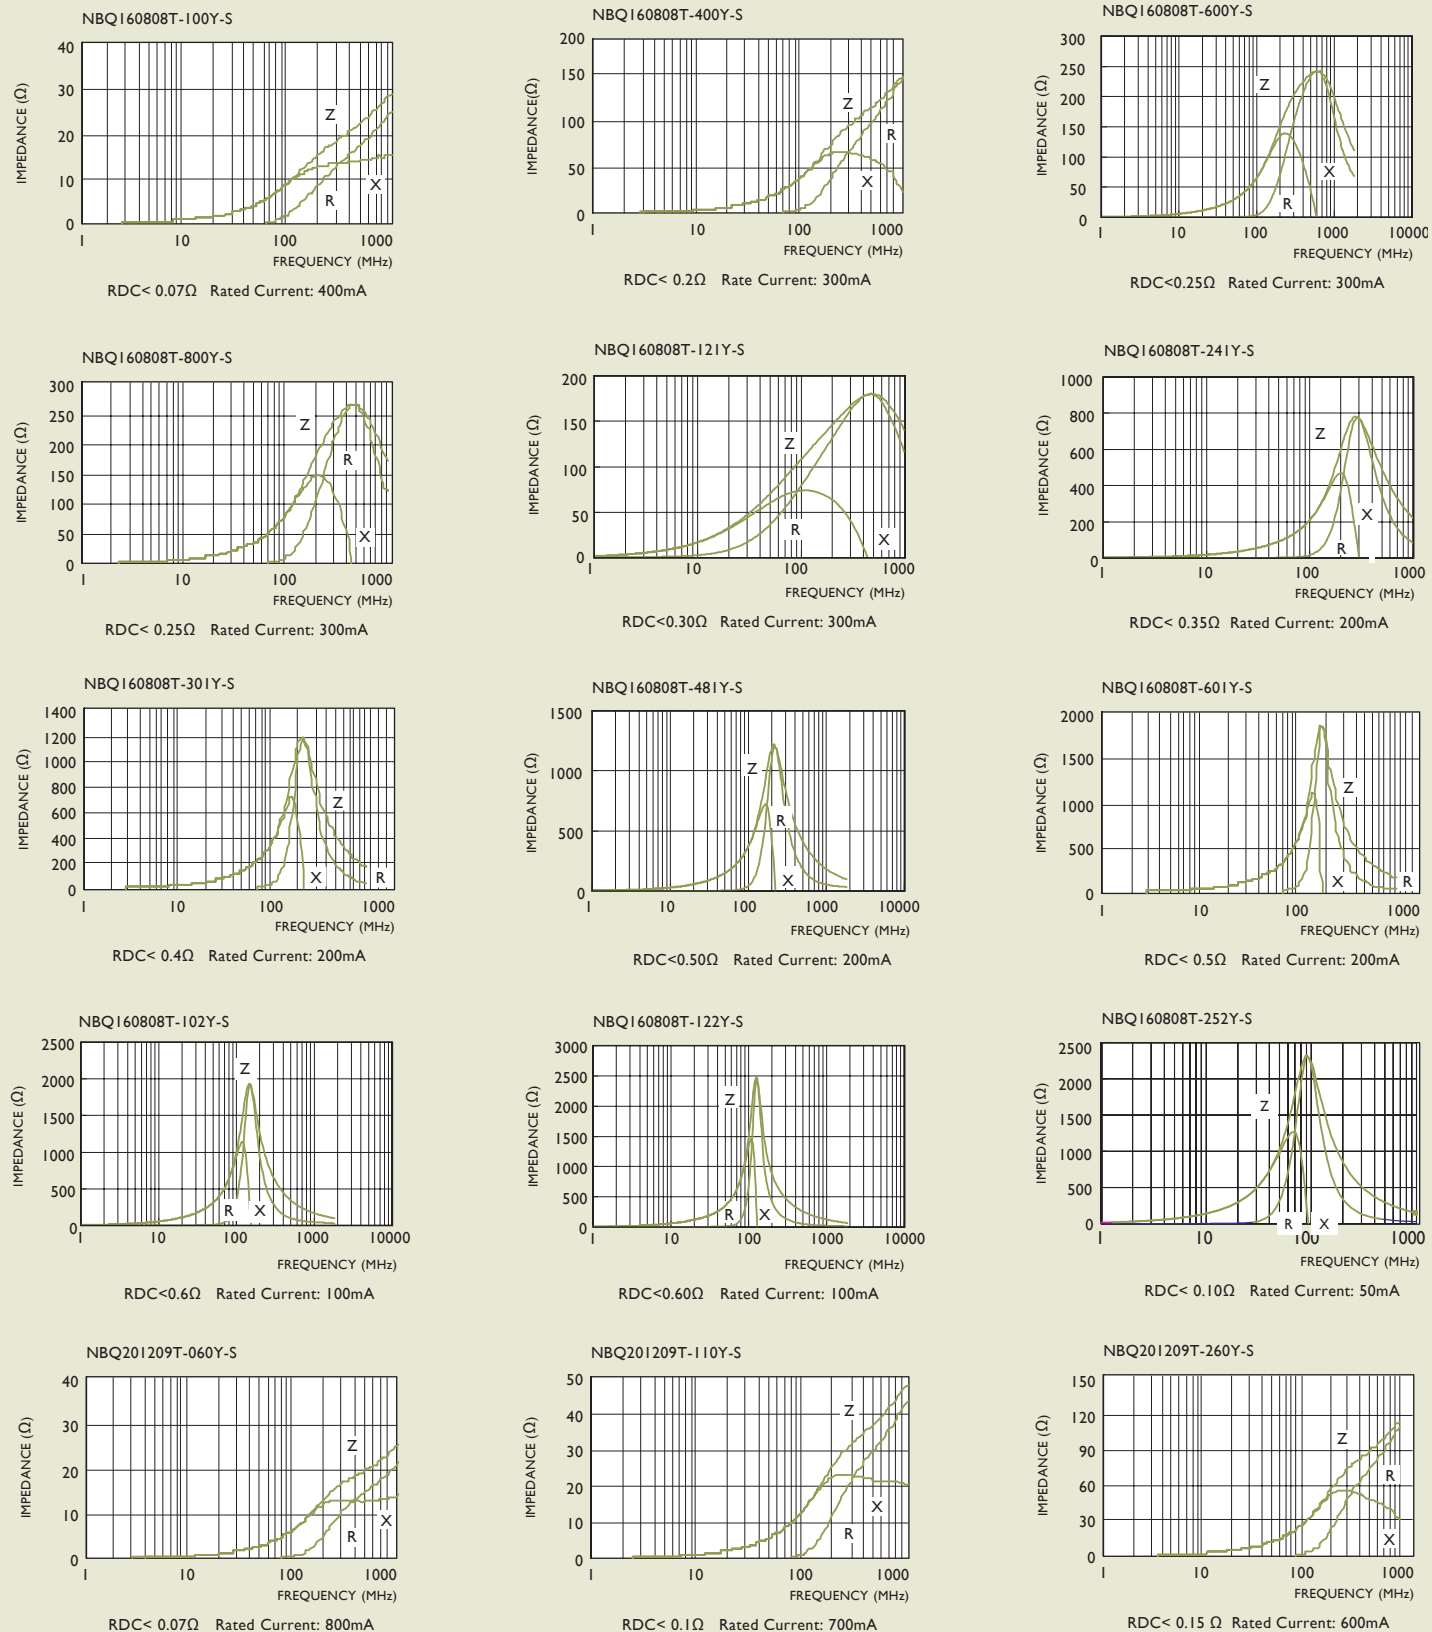 NBQ160808T-100Y-S
40
30
20
10
0
IMPEDANCE (Ω)
Z
R
X
1 10 100 1000
FREQUENCY (MHz)
RDC< 0.07Ω Rated Current: 400mA
NBQ160808T-400Y-S
200
150
100
50
0
IMPEDANCE(Ω)
Z
R
X
1 10 100 1000
FREQUENCY (MHz)
RDC< 0.2Ω Rate Current: 300mA
NBQ160808T-600Y-S
300
250
200
150
100
50
0
IMPEDANCE (Ω)
Z
X
R
1 10 100 1000 10000
FREQUENCY (MHz)
RDC<0.25Ω Rated Current: 300mA
NBQ160808T-800Y-S
300
250
200
150
100
50
0
IMPEDANCE (Ω)
Z
R
X
1 10 100 1000
FREQUENCY (MHz)
RDC< 0.25Ω Rated Current: 300mA
NBQ160808T-121Y-S
200
150
100
50
0
IMPEDANCE (Ω)
Z
R
X
1 10 100 1000
FREQUENCY (MHz)
RDC<0.30Ω Rated Current: 300mA
NBQ160808T-241Y-S
1000
800
600
400
200
0
IMPEDANCE (Ω)
Z
X
R
1 10 100 1000
FREQUENCY (MHz)
RDC< 0.35Ω Rated Current: 200mA
NBQ160808T-301Y-S
1400
1200
1000
800
600
400
200
0
IMPEDANCE (Ω)
Z
X
R
1 10 100 1000
FREQUENCY (MHz)
RDC< 0.4Ω Rated Current: 200mA
NBQ160808T-481Y-S
1500
1000
500
0
IMPEDANCE (Ω)
Z
R
X
1 10 100 1000 10000
FREQUENCY (MHz)
RDC<0.50Ω Rated Current: 200mA
NBQ160808T-601Y-S
2000
1500
1000
500
0
IMPEDANCE (Ω)
Z
X
R
1 10 100 1000
FREQUENCY (MHz)
RDC< 0.5Ω Rated Current: 200mA
NBQ160808T-102Y-S
2500
2000
1500
1000
500
0
IMPEDANCE (Ω)
Z
R X
1 10 100 1000 10000
FREQUENCY (MHz)
RDC<0.6Ω Rated Current: 100mA
NBQ160808T-122Y-S
3000
2500
2000
1500
1000
500
0
IMPEDANCE (Ω)
Z
R X
1 10 100 1000 10000
FREQUENCY (MHz)
RDC<0.60Ω Rated Current: 100mA
NBQ160808T-252Y-S
2500
2000
1500
1000
500
0
IMPEDANCE (Ω)
Z
R X
1 10 100 1000
FREQUENCY (MHz)
RDC< 0.10Ω Rated Current: 50mA
NBQ201209T-060Y-S
40
30
20
10
0
IMPEDANCE (Ω)
Z
X
R
1 10 100 1000
FREQUENCY (MHz)
RDC< 0.07Ω Rated Current: 800mA
NBQ201209T-110Y-S
50
40
30
20
10
0
IMPEDANCE (Ω)
Z
X
R
1 10 100 1000
FREQUENCY (MHz)
RDC< 0.1Ω Rated Current: 700mA
NBQ201209T-260Y-S
150
120
90
60
30
0
IMPEDANCE (Ω)
Z
R
X
1 10 100 1000
FREQUENCY (MHz)
RDC< 0.15 Ω Rated Current: 600mA